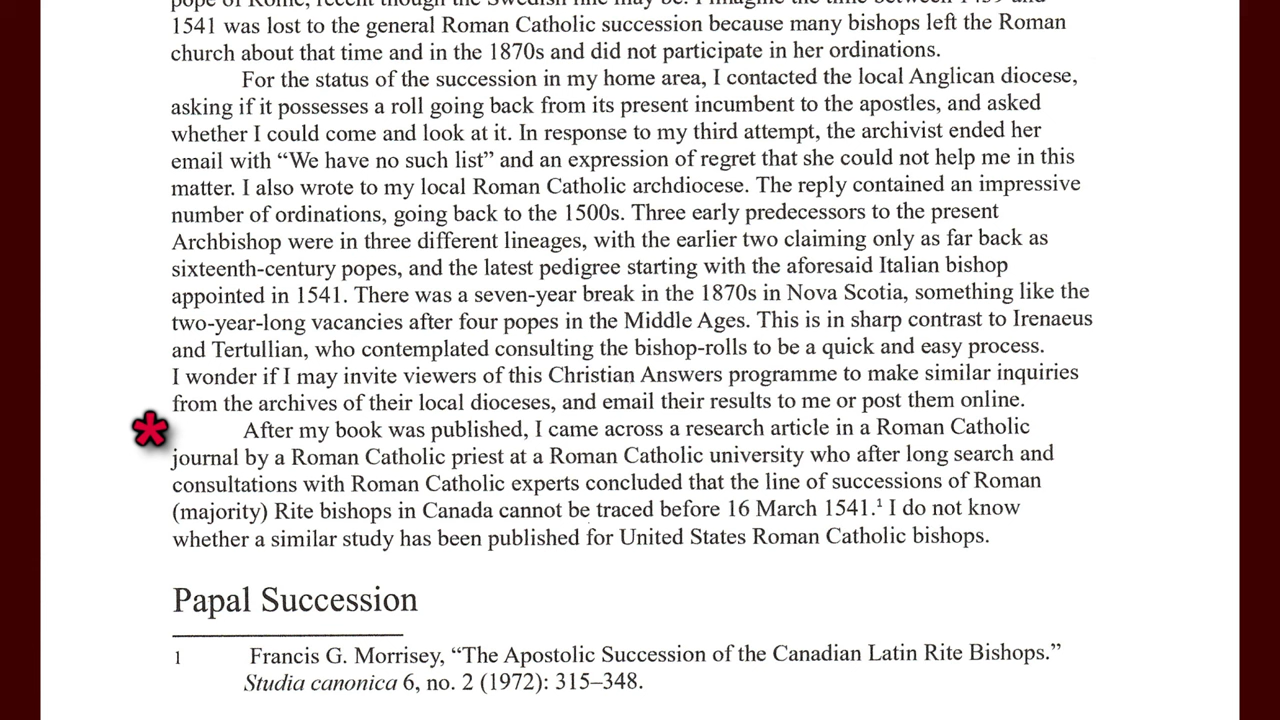 pope of Rome, recent though the Swedish line may be. I imagine the time between 1439 and
1541 was lost to the general Roman Catholic succession because many bishops left the Roman
church about that time and in the 1870s and did not participate in her ordinations.
For the status of the succession in my home area, I contacted the local Anglican diocese,
asking if it possesses a roll going back from its present incumbent to the apostles, and asked
whether I could come and look at it. In response to my third attempt, the archivist ended her
email with “We have no such list” and an expression of regret that she could not help me in this
matter. I also wrote to my local Roman Catholic archdiocese. The reply contained an impressive
number of ordinations, going back to the 1500s. Three early predecessors to the present
Archbishop were in three different lineages, with the earlier two claiming only as far back as
sixteenth-century popes, and the latest pedigree starting with the aforesaid Italian bishop
appointed in 1541. There was a seven-year break in the 1870s in Nova Scotia, something like the
two-year-long vacancies after four popes in the Middle Ages. This is in sharp contrast to Irenaeus
and Tertullian, who contemplated consulting the bishop-rolls to be a quick and easy process.
I wonder if I may invite viewers of this Christian Answers programme to make similar inquiries
from the archives of their local dioceses, and email their results to me or post them online.
* After my book was published, I came across a research article in a Roman Catholic
journal by a Roman Catholic priest at a Roman Catholic university who after long search and
consultations with Roman Catholic experts concluded that the line of successions of Roman
(majority) Rite bishops in Canada cannot be traced before 16 March 1541.¹ I do not know
whether a similar study has been published for United States Roman Catholic bishops.
Papal Succession
1 Francis G. Morrisey, “The Apostolic Succession of the Canadian Latin Rite Bishops.”
Studia canonica 6, no. 2 (1972): 315–348.